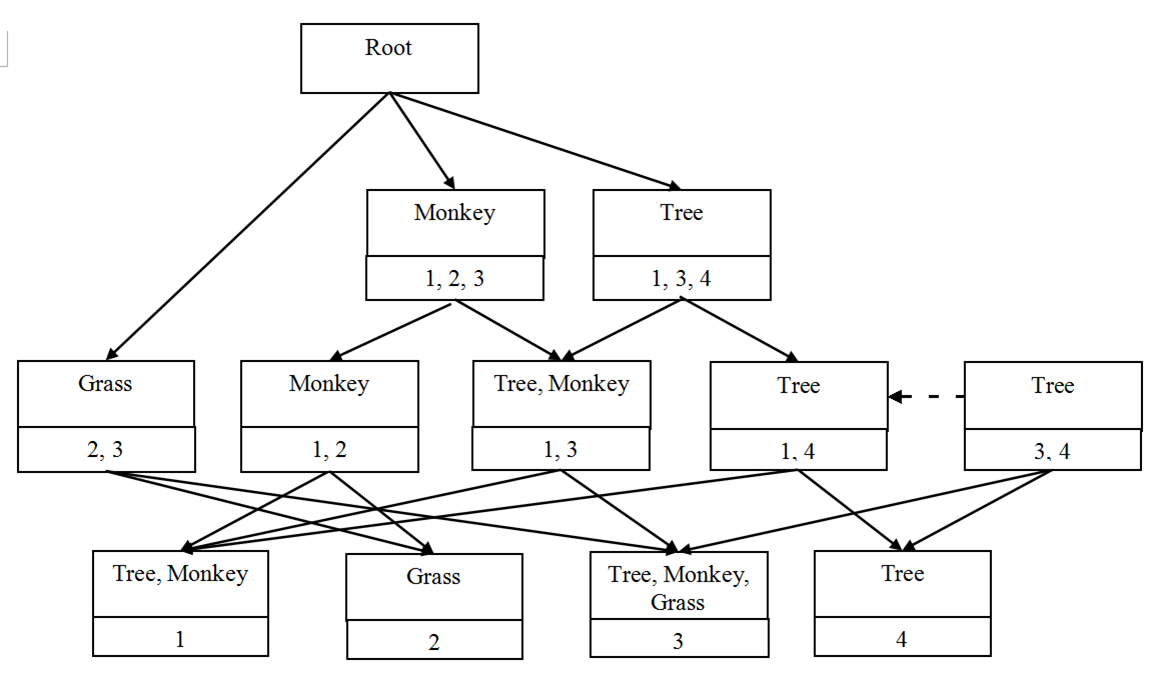 Root
Monkey
1, 2, 3
Tree
1, 3, 4
Grass
2, 3
Monkey
1, 2
Tree, Monkey
1, 3
Tree
1, 4
Tree
3, 4
Tree, Monkey
1
Grass
2
Tree, Monkey,
Grass
3
Tree
4